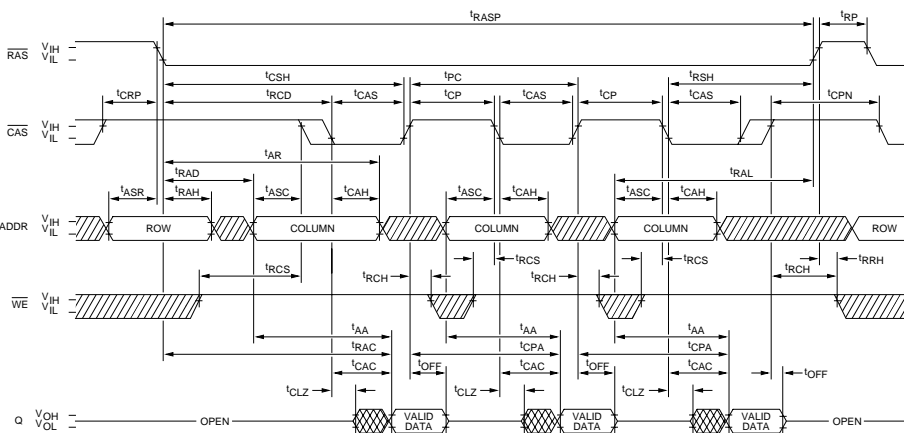 tRASP tRP
RAS VIH
VIL
tCSH tPC tRSH
tCRP tRCD tCAS tCP tCAS tCP tCAS tCPN
CAS VIH
VIL
tAR
tRAD tRAL
tASR tRAH tASC tCAH tASC tCAH tASC tCAH
ADDR VIH
VIL
ROW COLUMN COLUMN COLUMN ROW
tRCS tRCH tRCS tRCH tRCS tRCH tRRH
WE VIH
VIL
tAA tAA tAA
tRAC tCPA tCPA
tCAC tOFF tCAC tOFF tCAC tOFF
tCLZ tCLZ tCLZ
Q VOH
VOL
OPEN VALID DATA VALID DATA VALID DATA OPEN